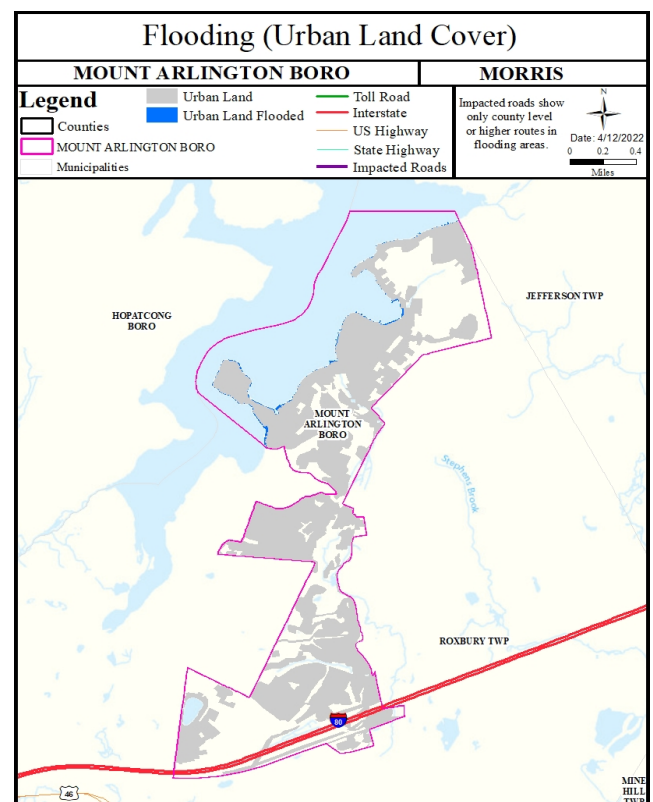 Flooding (Urban Land Cover)
MOUNT ARLINGTON BORO
MORRIS
Legend
Counties
MOUNT ARLINGTON BORO
Municipalities
Urban Land
Urban Land Flooded
Toll Road
Interstate
US Highway
State Highway
Impacted Roads
Impacted roads show
only county level
or higher routes in
flooding areas.
N
Date: 4/12/2022
0 0.2 0.4
Miles
HOPATCONG
BORO
JEFFERSON TWP
MOUNT
ARLINGTON
BORO
Stephens Brook
ROXBURY TWP
80
46
MINE
HILL
TWP